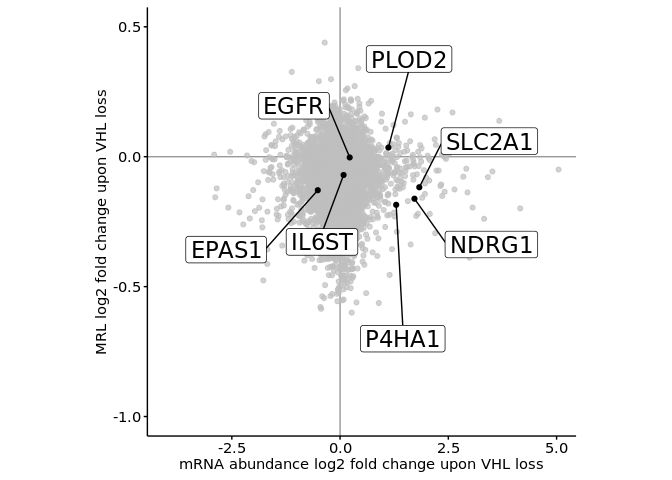 0.5
0.0
-0.5
-1.0
MRL log2 fold change upon VHL loss
PLOD2
EGFR
SLC2A1
EPAS1
IL6ST
NDRG1
P4HA1
-2.5
0.0
2.5
5.0
mRNA abundance log2 fold change upon VHL loss